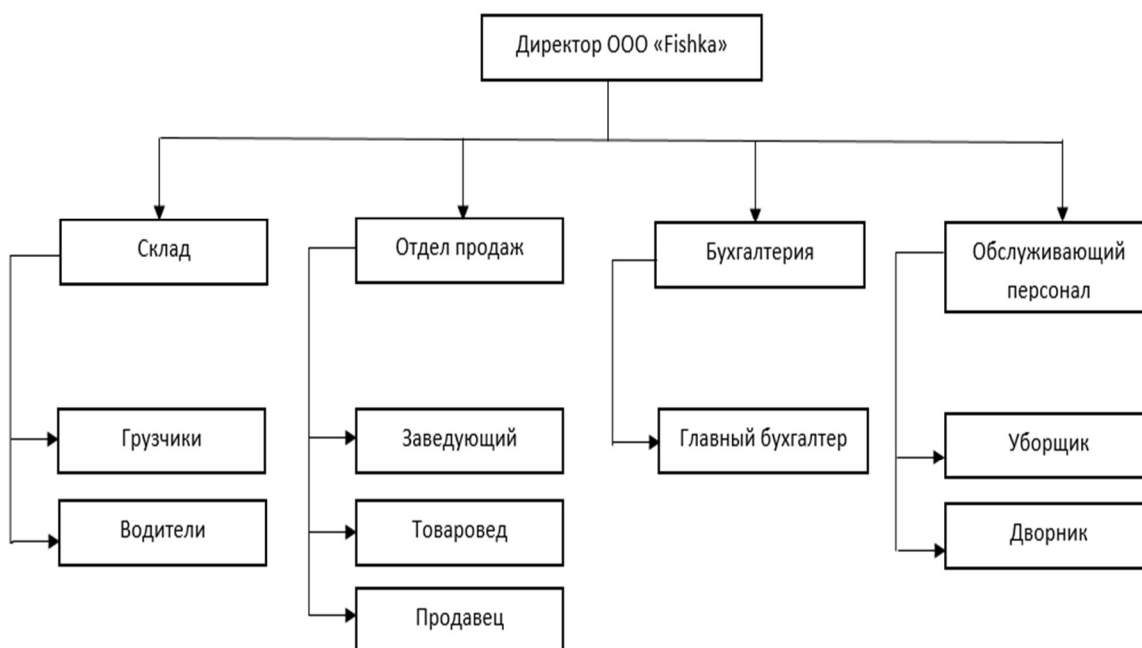 Директор ООО «Fishka»
Склад
Отдел продаж
Бухгалтерия
Обслуживающий
персонал
Грузчики
Заведующий
Главный бухгалтер
Уборщик
Водители
Товаровед
Дворник
Продавец